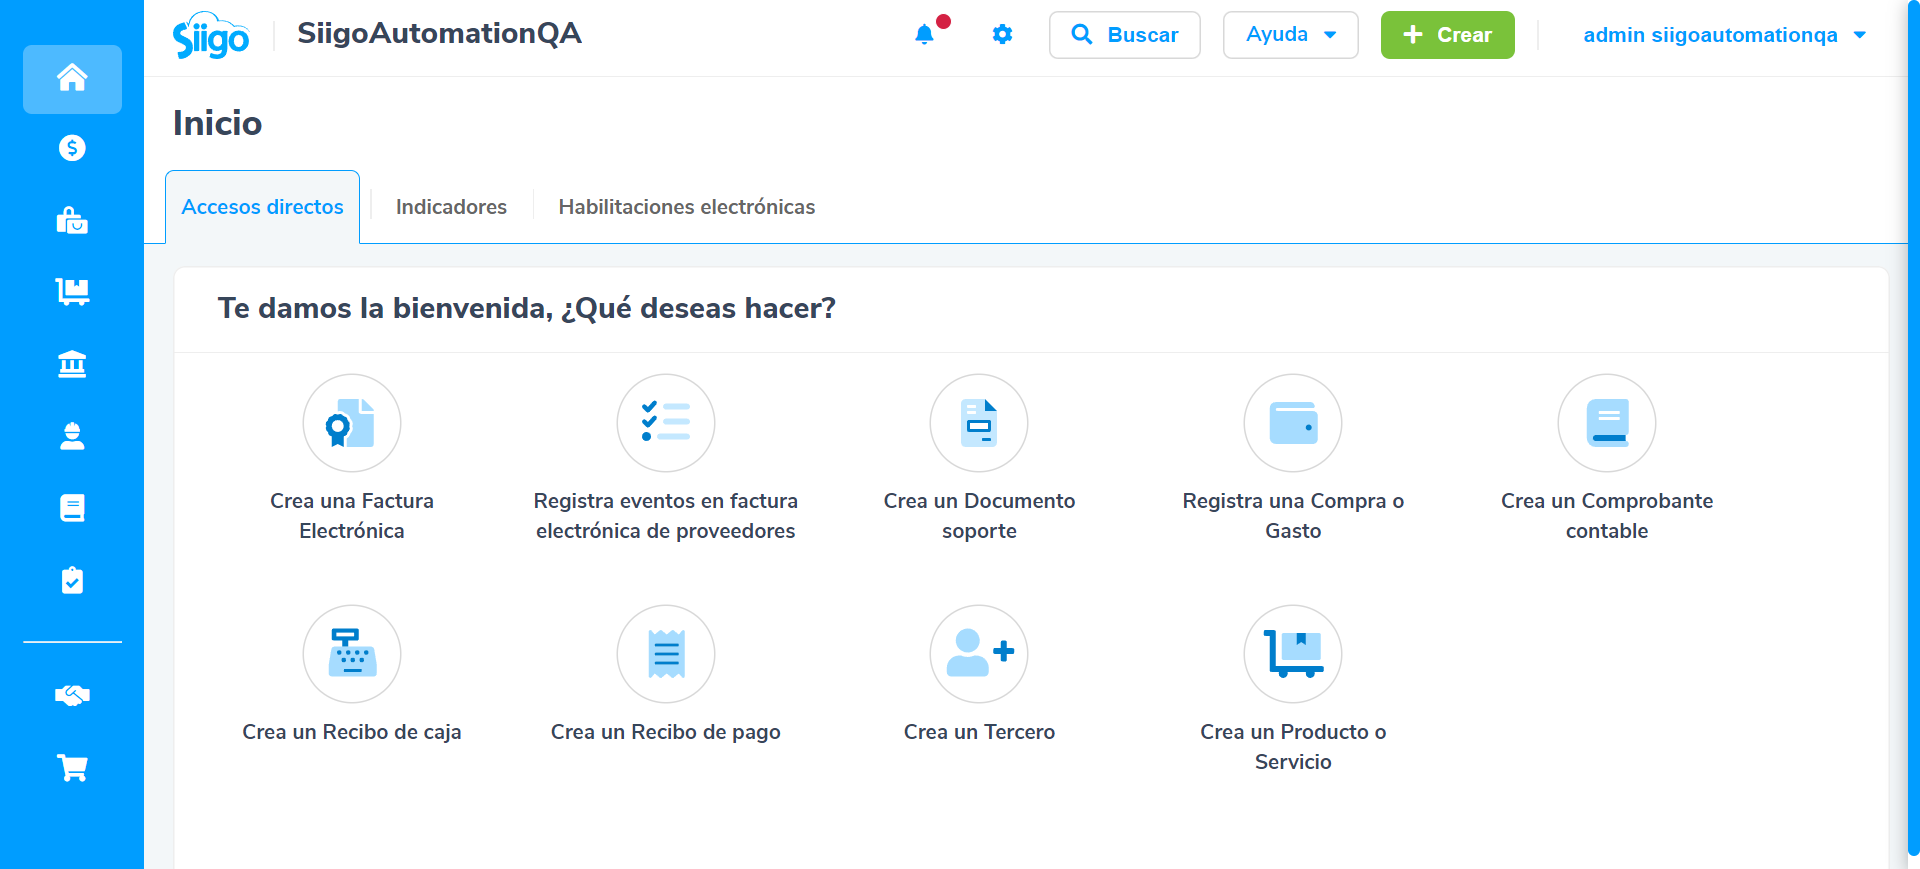 Siigo
SiigoAutomationQA
Buscar
Ayuda
Crear
admin siigoautomationqa
Inicio
Accesos directos
Indicadores
Habilitaciones electrónicas
Te damos la bienvenida, ¿Qué deseas hacer?
Crea una Factura
Electrónica
Registra eventos en factura
electrónica de proveedores
Crea un Documento
soporte
Registra una Compra o
Gasto
Crea un Comprobante
contable
Crea un Recibo de caja
Crea un Recibo de pago
Crea un Tercero
Crea un Producto o
Servicio